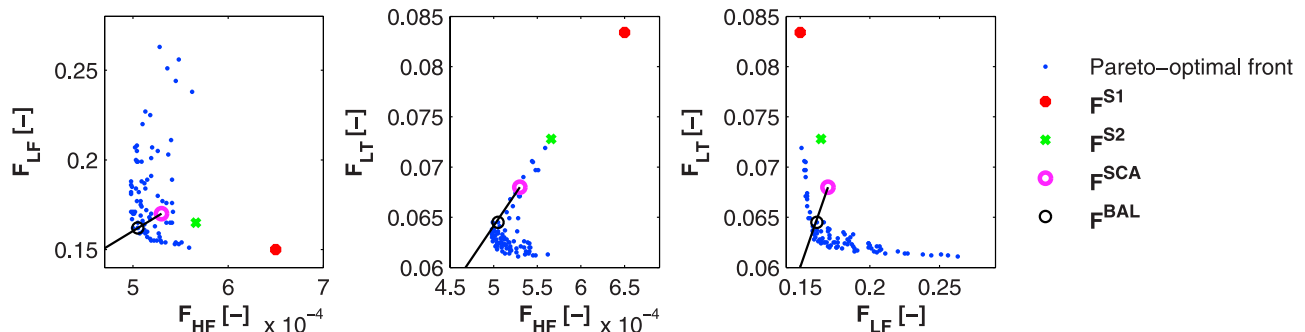 0.25
0.2
0.15
F_LF [–]
5
6
7
F_HF [–]
x 10^–4
0.085
0.08
0.075
0.07
0.065
0.06
F_LT [–]
4.5
5
5.5
6
6.5
F_HF [–]
x 10^–4
0.085
0.08
0.075
0.07
0.065
0.06
F_LT [–]
0.15
0.2
0.25
F_LF [–]
Pareto–optimal front
F^S1
F^S2
F^SCA
F^BAL